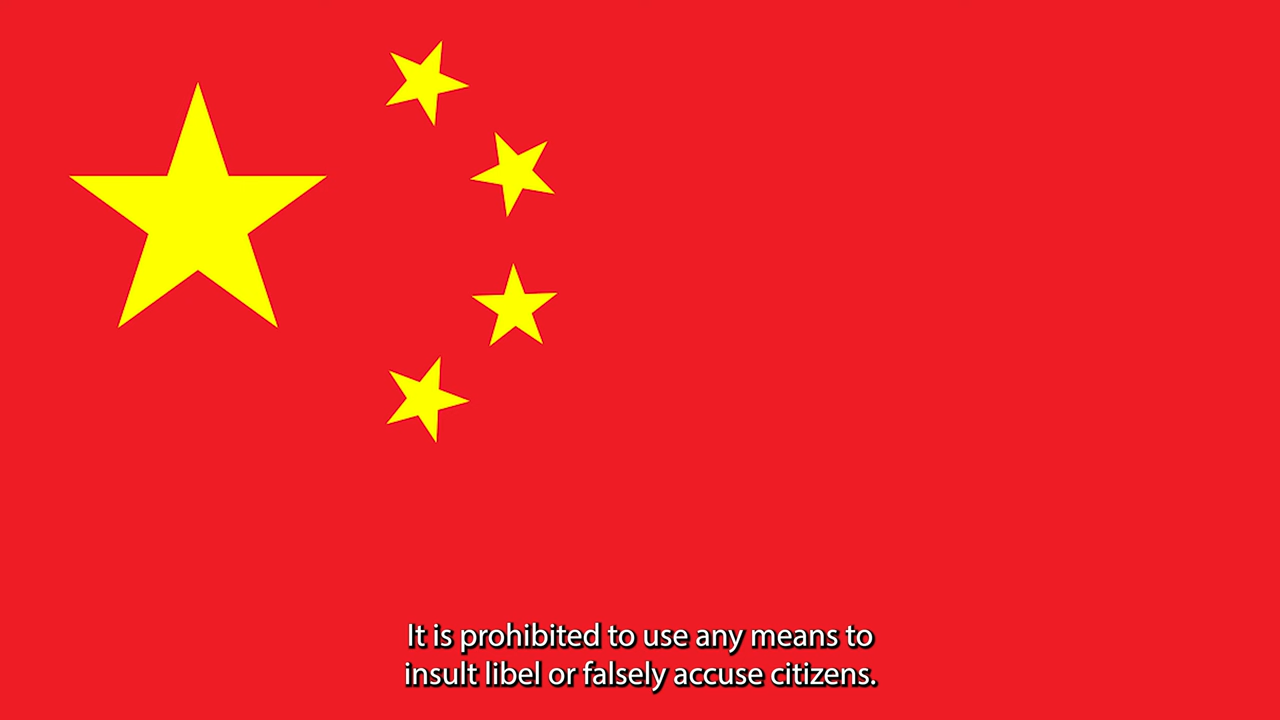 It is prohibited to use any means to
insult libel or falsely accuse citizens.